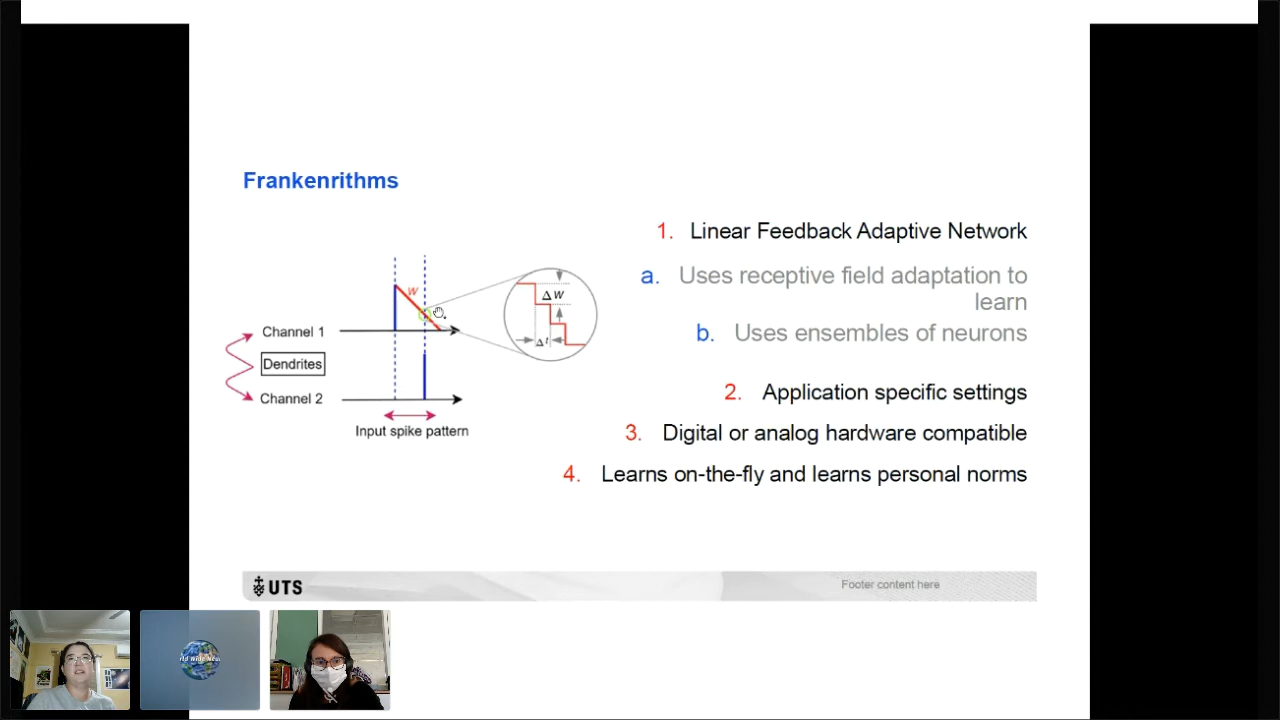 Frankenrithms
1. Linear Feedback Adaptive Network
a. Uses receptive field adaptation to
learn
b. Uses ensembles of neurons
2. Application specific settings
3. Digital or analog hardware compatible
4. Learns on-the-fly and learns personal norms
W
Δ W
Δ t
Channel 1
Dendrites
Channel 2
Input spike pattern
UTS
Footer content here